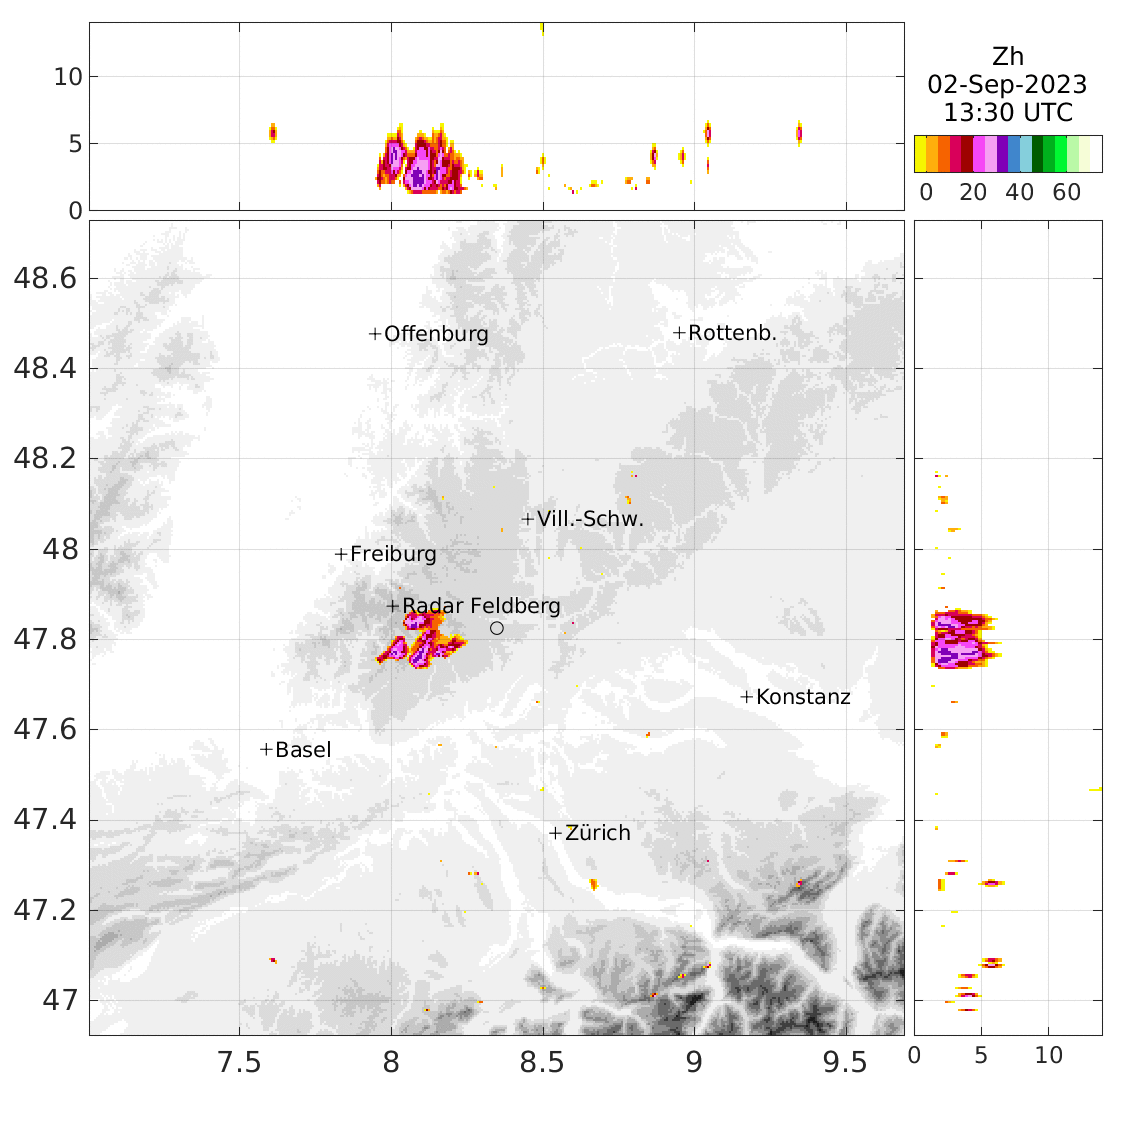 Zh
02-Sep-2023
13:30 UTC
0 20 40 60
10
5
0
48.6
48.4
48.2
48
47.8
47.6
47.4
47.2
47
Offenburg
Rottenb.
Vill.-Schw.
Freiburg
Radar Feldberg
Konstanz
Basel
Zürich
7.5 8 8.5 9 9.5
0 5 10